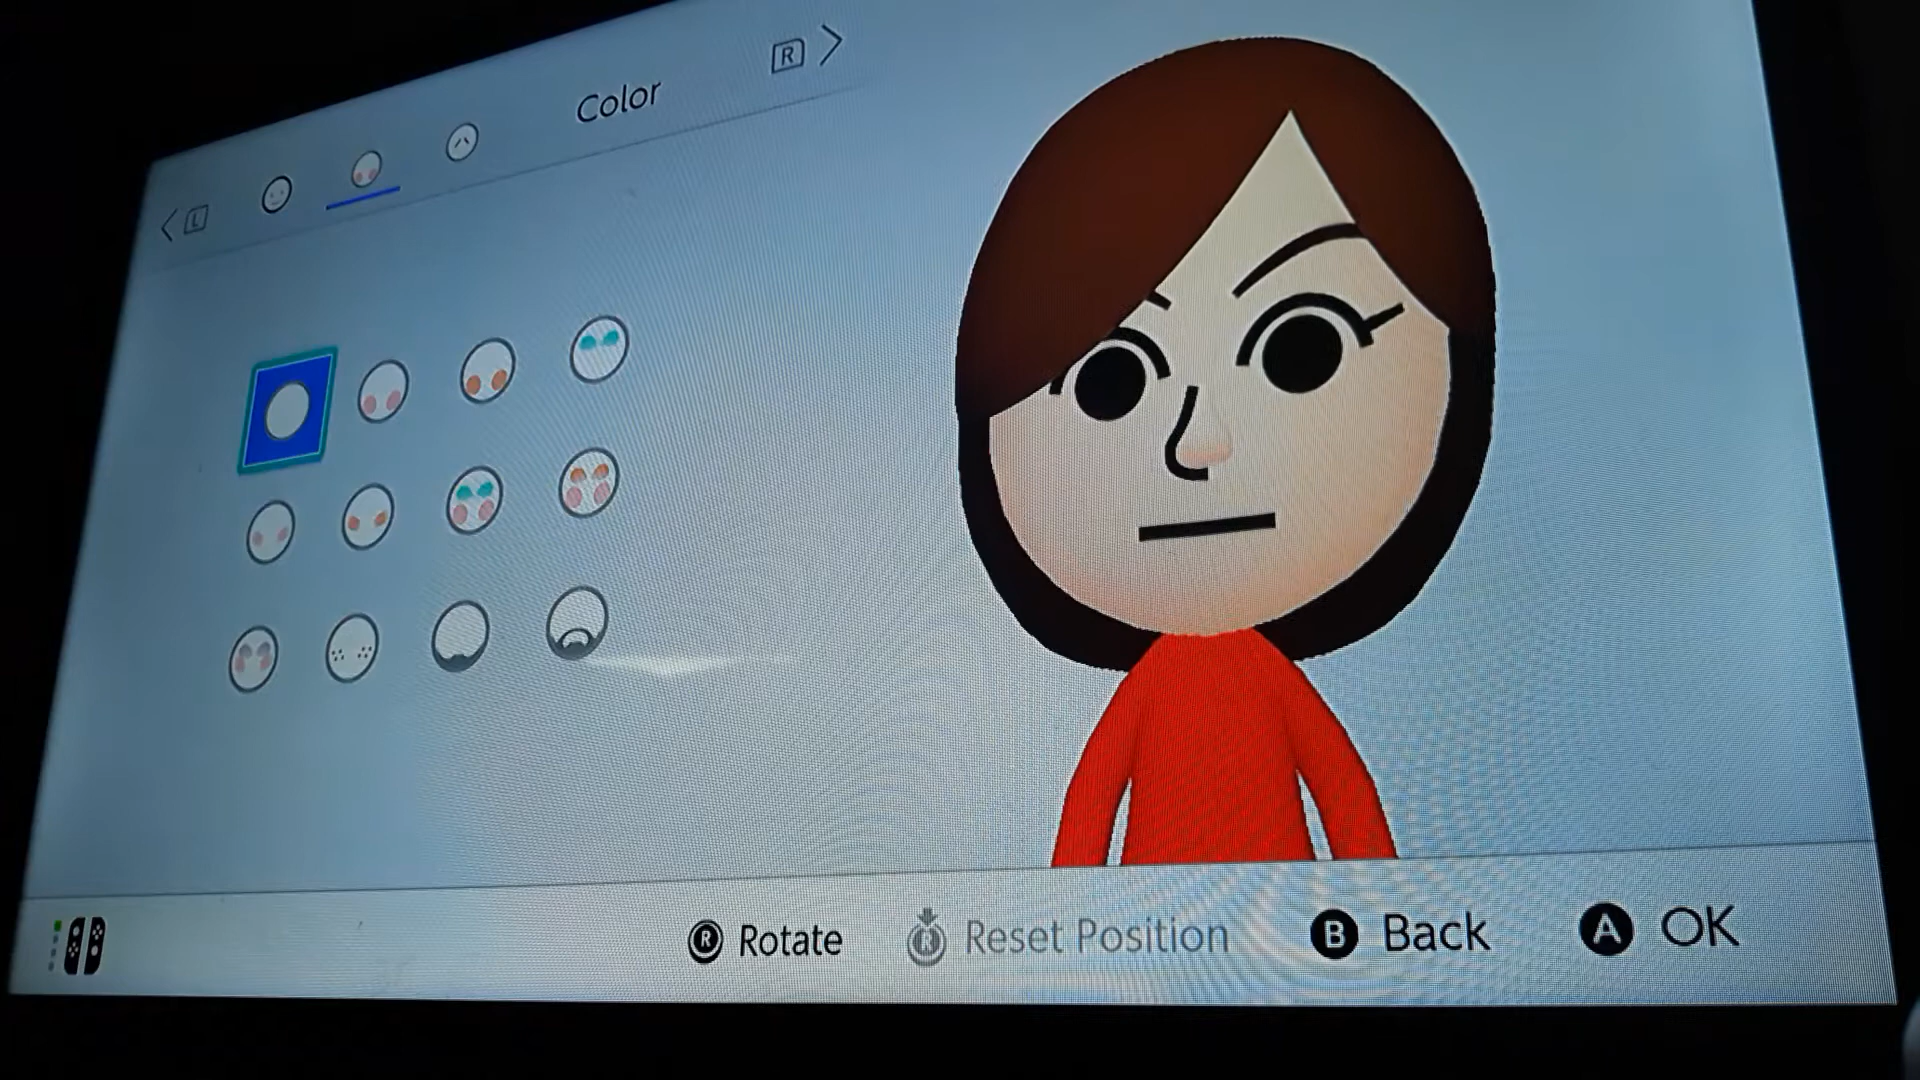 Color
R
L
R Rotate
R Reset Position
B Back
A OK